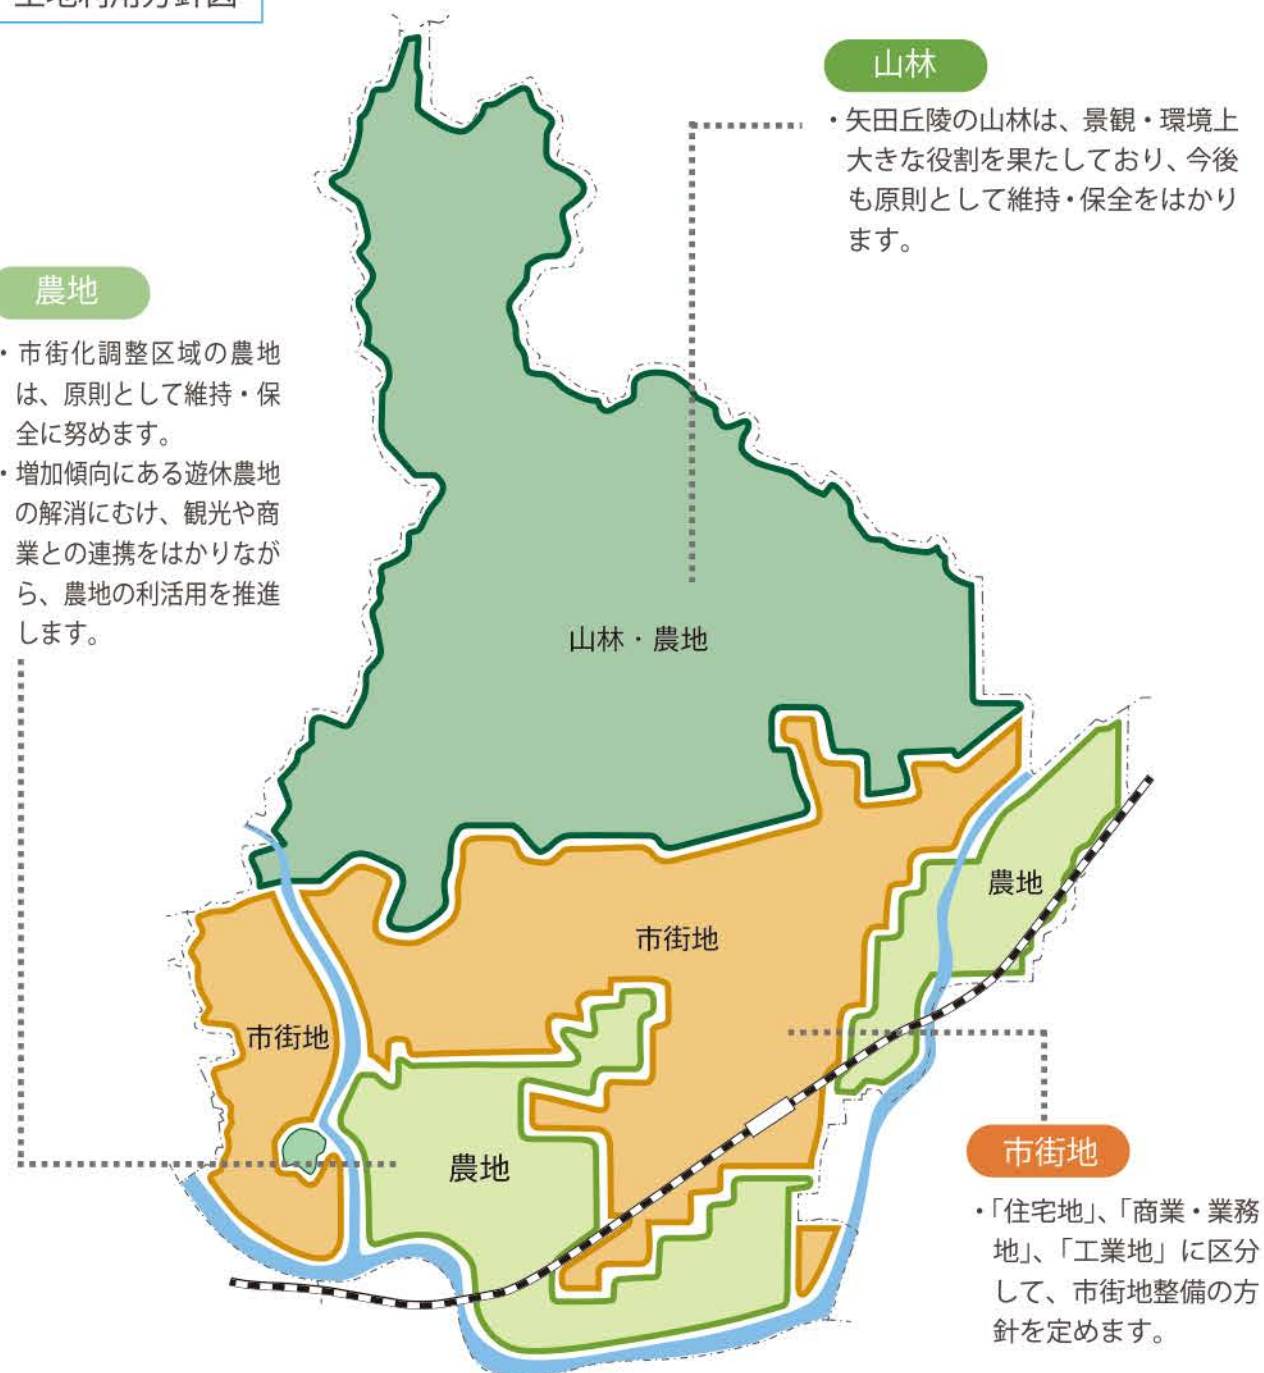 土地利用方針図
山林
・矢田丘陵の山林は、景観・環境上
大きな役割を果たしており、今後
も原則として維持・保全をはかり
ます。
農地
・市街化調整区域の農地
は、原則として維持・保
全に努めます。
・増加傾向にある遊休農地
の解消にむけ、観光や商
業との連携をはかりなが
ら、農地の利活用を推進
します。
山林・農地
農地
市街地
市街地
農地
市街地
・「住宅地」、「商業・業務
地」、「工業地」に区分
して、市街地整備の方
針を定めます。